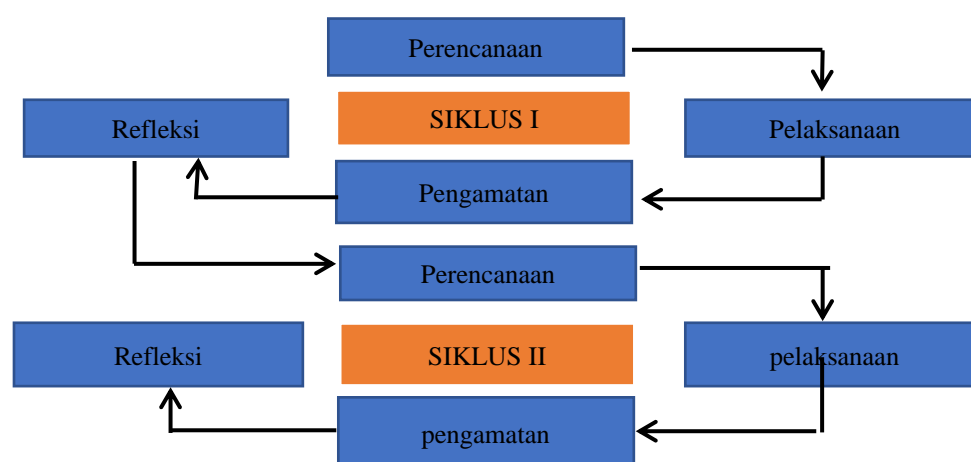 Perencanaan
Refleksi
SIKLUS I
Pelaksanaan
Pengamatan
Perencanaan
Refleksi
SIKLUS II
pelaksanaan
pengamatan